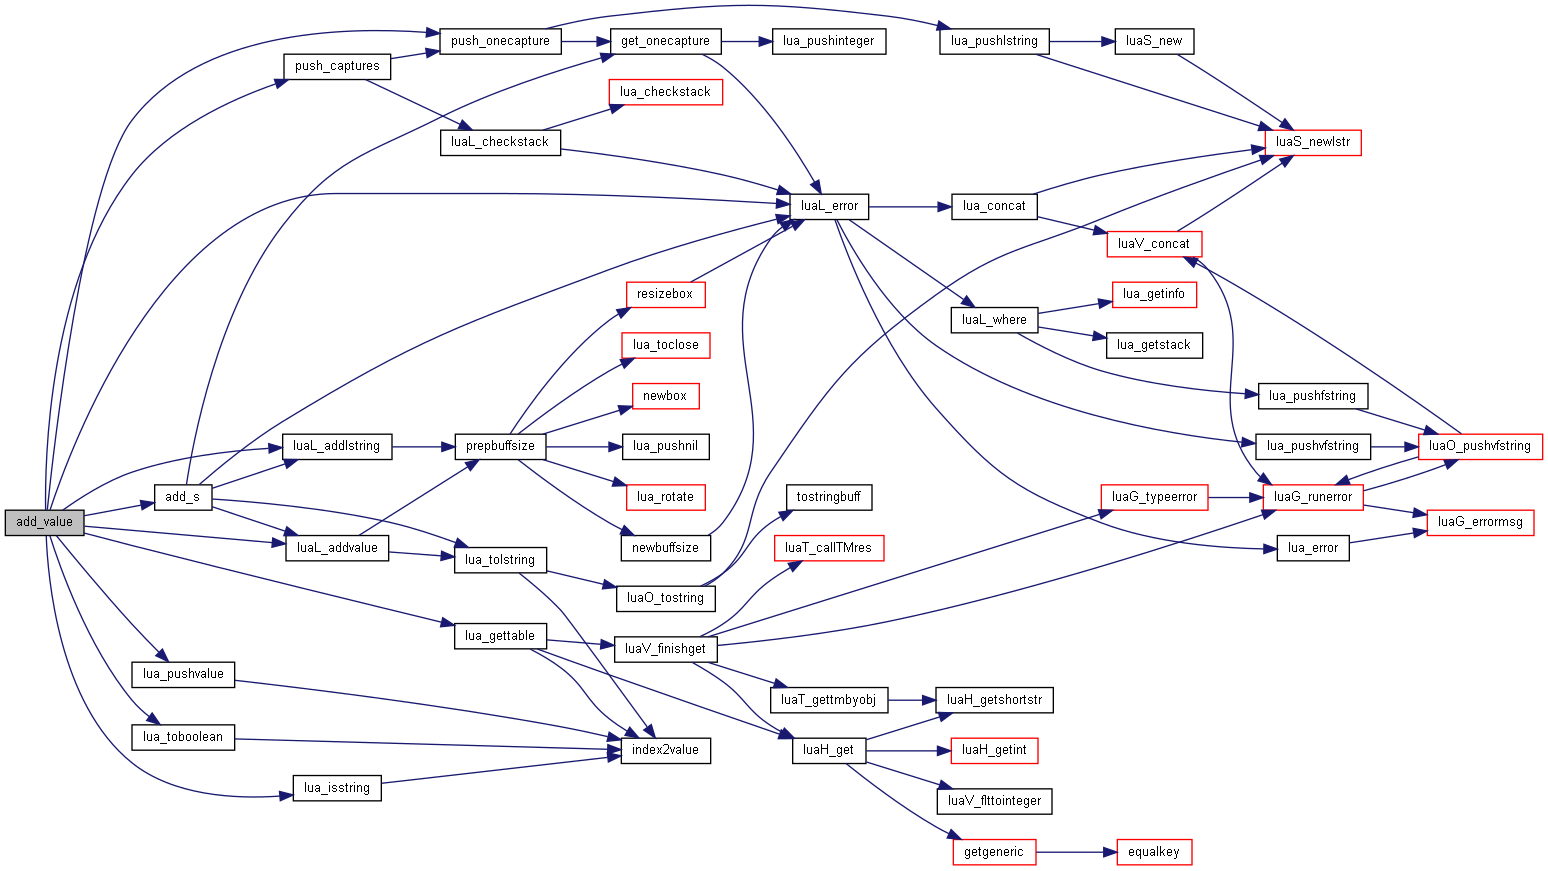 push_onecapture
get_onecapture
lua_pushinteger
lua_pushlstring
luaS_new
push_captures
lua_checkstack
luaL_checkstack
luaS_newlstr
luaL_error
lua_concat
luaV_concat
resizebox
lua_getinfo
luaL_where
lua_toclose
lua_getstack
newbox
lua_pushfstring
luaL_addlstring
prepbuffsize
lua_pushnil
lua_pushvfstring
luaO_pushvfstring
add_s
lua_rotate
tostringbuff
luaG_typeerror
luaG_runerror
add_value
luaG_errormsg
luaL_addvalue
newbuffsize
luaT_callTMres
lua_error
lua_tolstring
luaO_tostring
lua_gettable
luaV_finishget
lua_pushvalue
luaT_gettmbyobj
luaH_getshortstr
lua_toboolean
index2value
luaH_get
luaH_getint
lua_isstring
luaV_flttointeger
getgeneric
equalkey